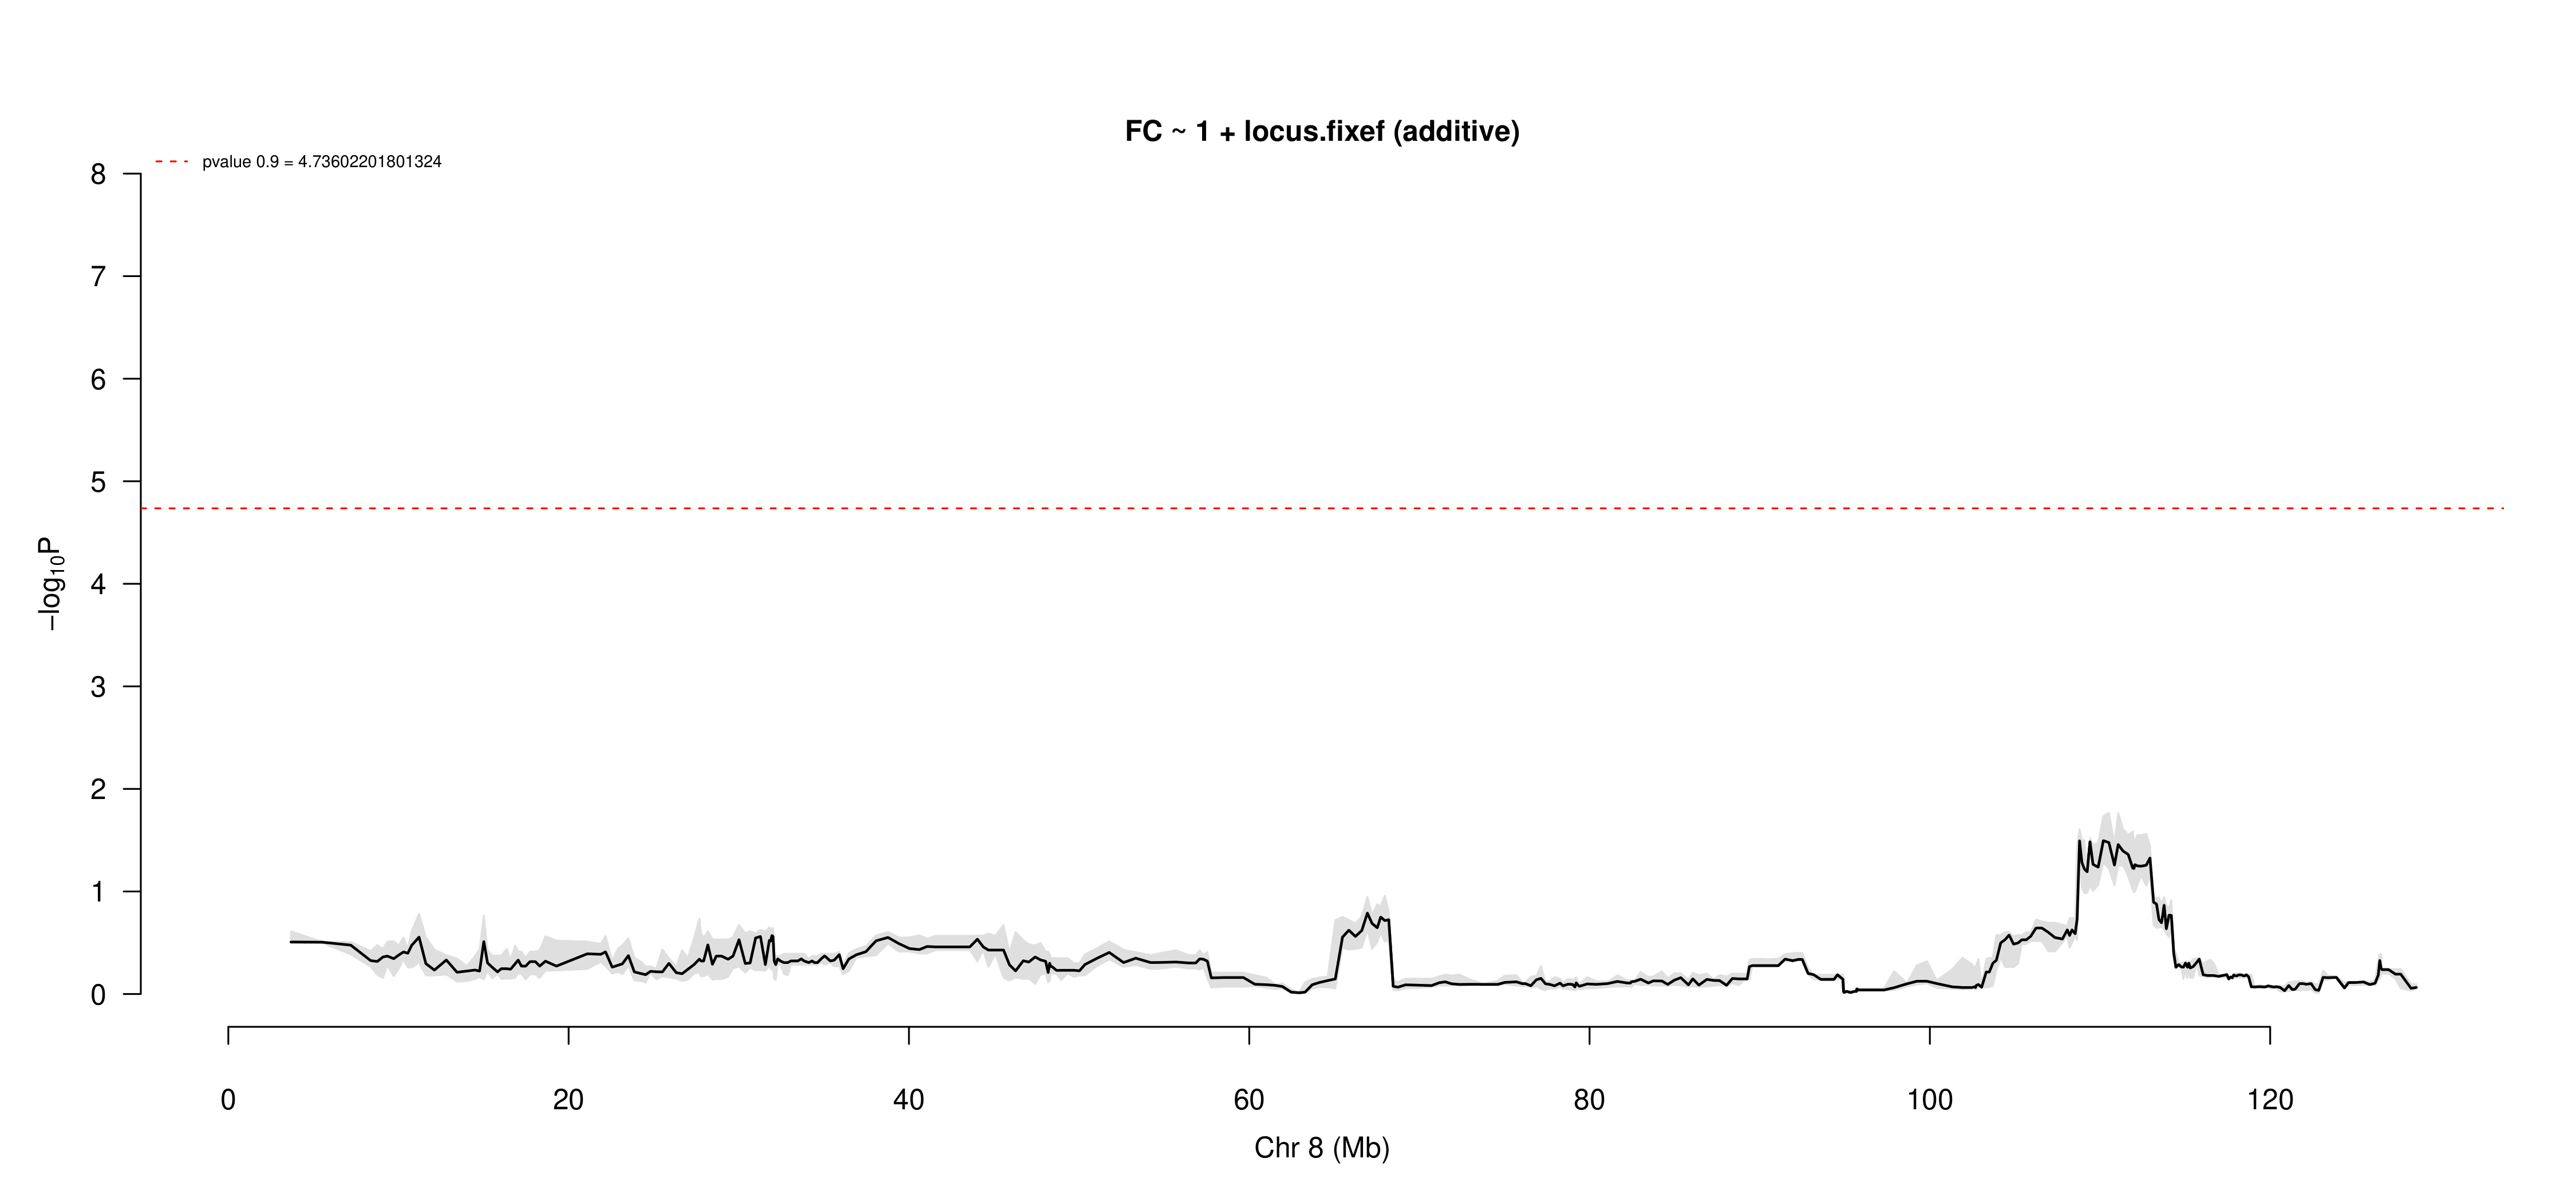 FC ~ 1 + locus.fixef (additive)
pvalue 0.9 = 4.73602201801324
8
7
6
5
4
3
2
1
0
−log10P
0 20 40 60 80 100 120
Chr 8 (Mb)